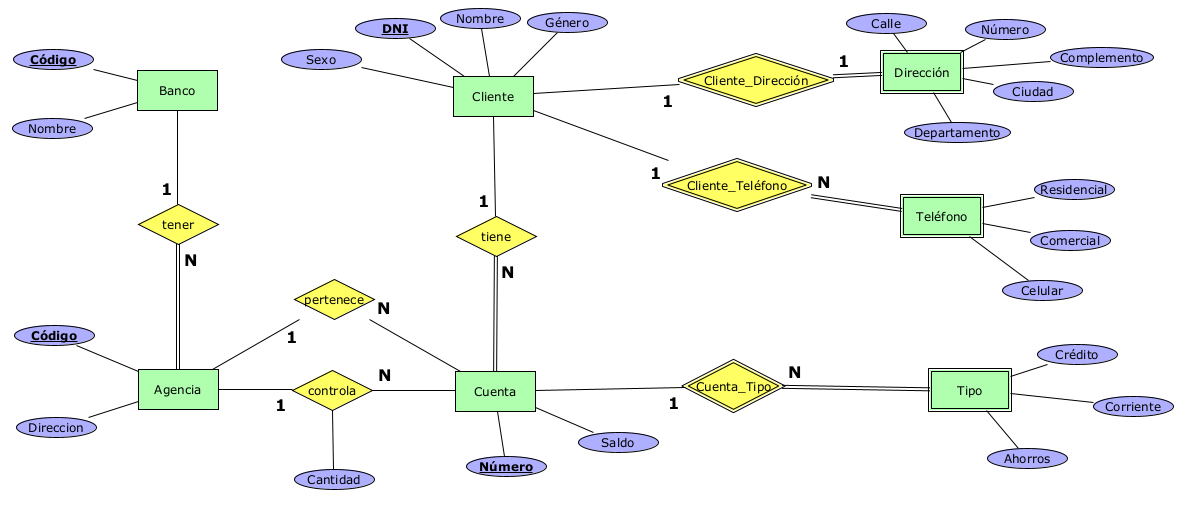 Nombre
DNI
Género
Calle
Número
Código
Sexo
1
Complemento
Banco
Cliente
Cliente_Dirección
Dirección
Ciudad
1
Nombre
Departamento
1
1
1
Cliente_Teléfono
N
Residencial
tener
tiene
Teléfono
Comercial
N
N
Celular
pertenece
N
Código
1
Crédito
N
N
Agencia
controla
Cuenta
Cuenta_Tipo
Tipo
1
1
Corriente
Direccion
Saldo
Ahorros
Número
Cantidad